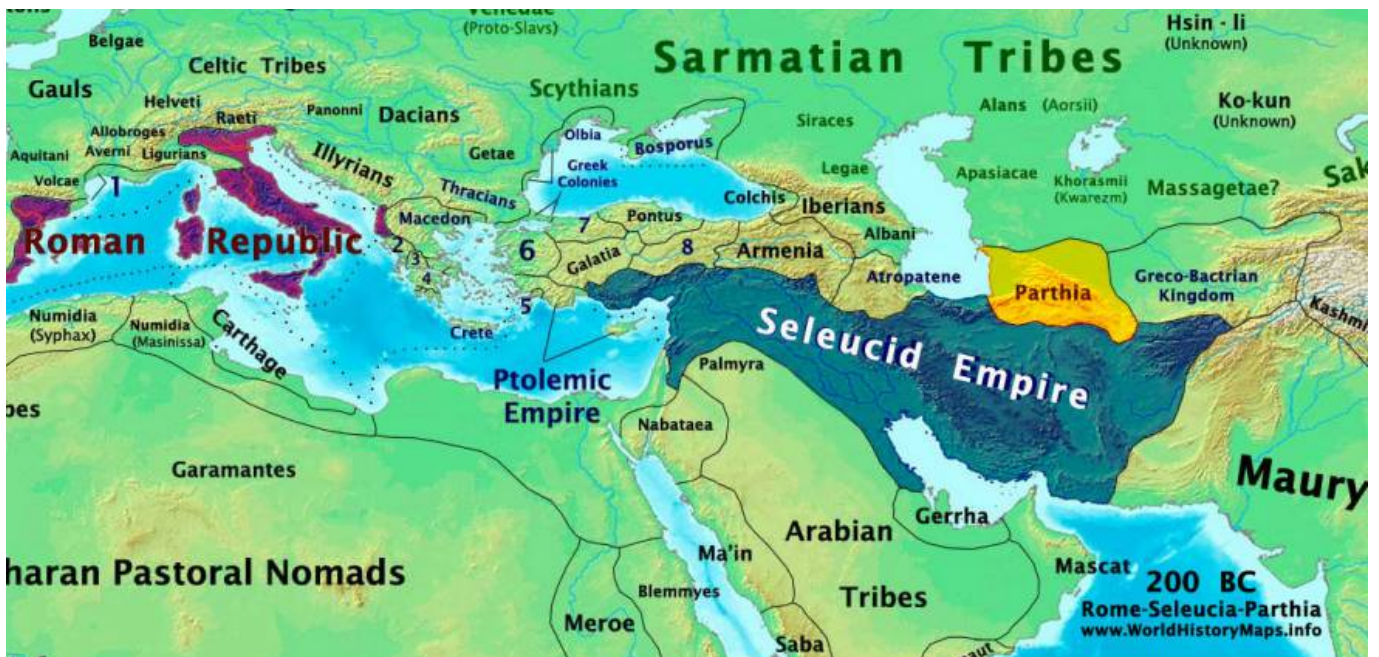 Venedae
(Proto-Slavs)
Hsin - li
(Unknown)
Belgae
Sarmatian Tribes
Celtic Tribes
Gauls
Scythians
Helveti
Raeti
Panonni
Dacians
Alans (Aorsii)
Ko-kun
(Unknown)
Allobroges
Siraces
Olbia
Bosporus
Aquitani
Averni
Ligurians
Illyrians
Getae
Greek
Colonies
Legae
Apasiacae
Khorasmii
(Kwarezm)
Massagetae?
Sak
Volcae
1
Thracians
Colchis
Iberians
Macedon
Pontus
Albani
Roman Republic
2
3
4
6
7
8
Galatia
Armenia
Atropatene
Parthia
Greco-Bactrian
Kingdom
Kashmi
5
Numidia
(Syphax)
Numidia
(Masinissa)
Carthage
Crete
Seleucid Empire
Palmyra
Ptolemic
Empire
bes
Nabataea
Garamantes
Maury
Gerrha
Arabian
Tribes
haran Pastoral Nomads
Ma'in
Mascat
Blemmyes
Meroe
Saba
aut
200 BC
Rome-Seleucia-Parthia
www.WorldHistoryMaps.info